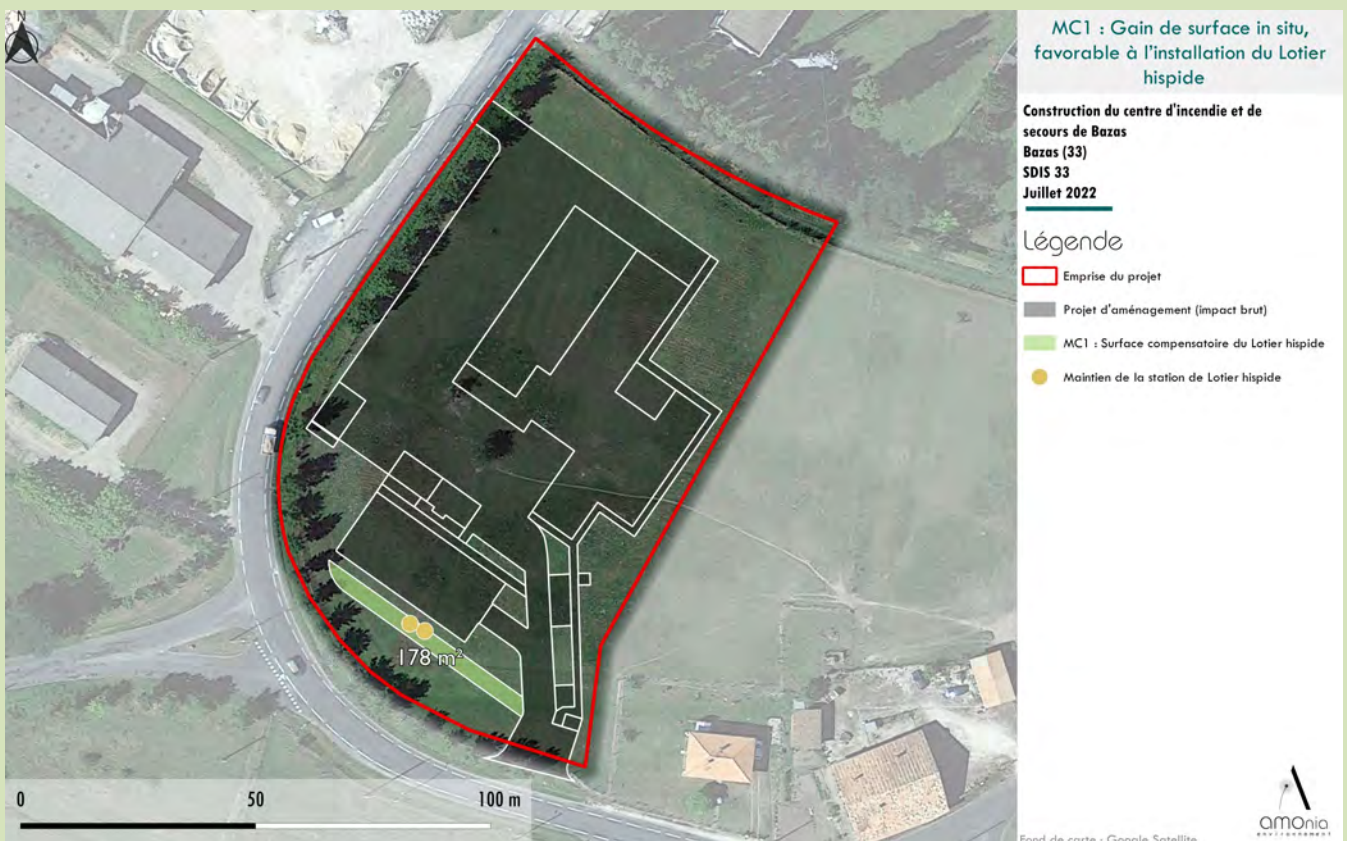 N
MC1 : Gain de surface in situ,
favorable à l'installation du Lotier
hispide
Construction du centre d'incendie et de
secours de Bazas
Bazas (33)
SDIS 33
Juillet 2022
Légende
Emprise du projet
Projet d'aménagement (impact brut)
MC1 : Surface compensatoire du Lotier hispide
Maintien de la station de Lotier hispide
178 m²
0 50 100 m
amonia
environnement
Fond de carte : Google Satellite